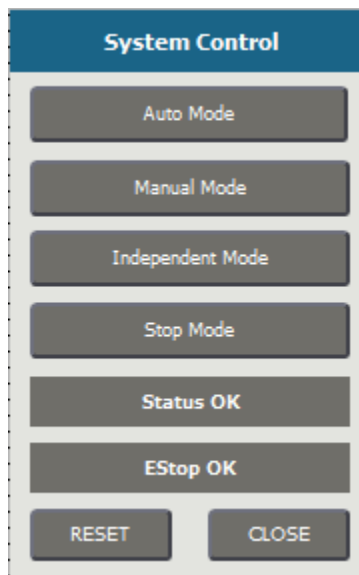 System Control
Auto Mode
Manual Mode
Independent Mode
Stop Mode
Status OK
EStop OK
RESET CLOSE